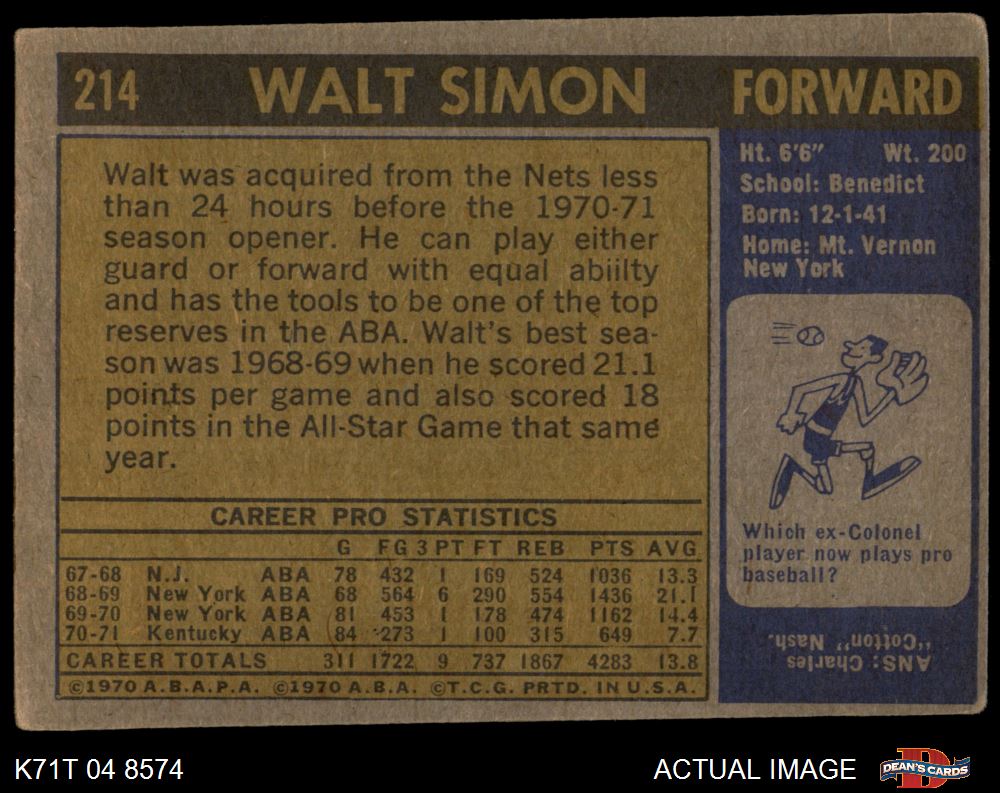 214 WALT SIMON FORWARD
Walt was acquired from the Nets less
than 24 hours before the 1970-71
season opener. He can play either
guard or forward with equal abiilty
and has the tools to be one of the top
reserves in the ABA. Walt's best sea-
son was 1968-69 when he scored 21.1
points per game and also scored 18
points in the All-Star Game that same
year.
CAREER PRO STATISTICS
G FG 3 PT FT REB PTS AVG.
67-68 N.J. ABA 78 432 1 169 524 1036 13.3
68-69 New York ABA 68 564 6 290 554 1436 21.1
69-70 New York ABA 81 453 1 178 474 1162 14.4
70-71 Kentucky ABA 84 273 1 100 315 649 7.7
CAREER TOTALS 311 1722 9 737 1867 4283 13.8
©1970 A.B.A.P.A. ©1970 A.B.A. ©T.C.G. PRTD. IN U.S.A.
Ht. 6'6" Wt. 200
School: Benedict
Born: 12-1-41
Home: Mt. Vernon
New York
Which ex-Colonel
player now plays pro
baseball?
ANS: Charles
"Cotton" Nash.
K71T 04 8574
ACTUAL IMAGE
D
DEAN'S CARDS